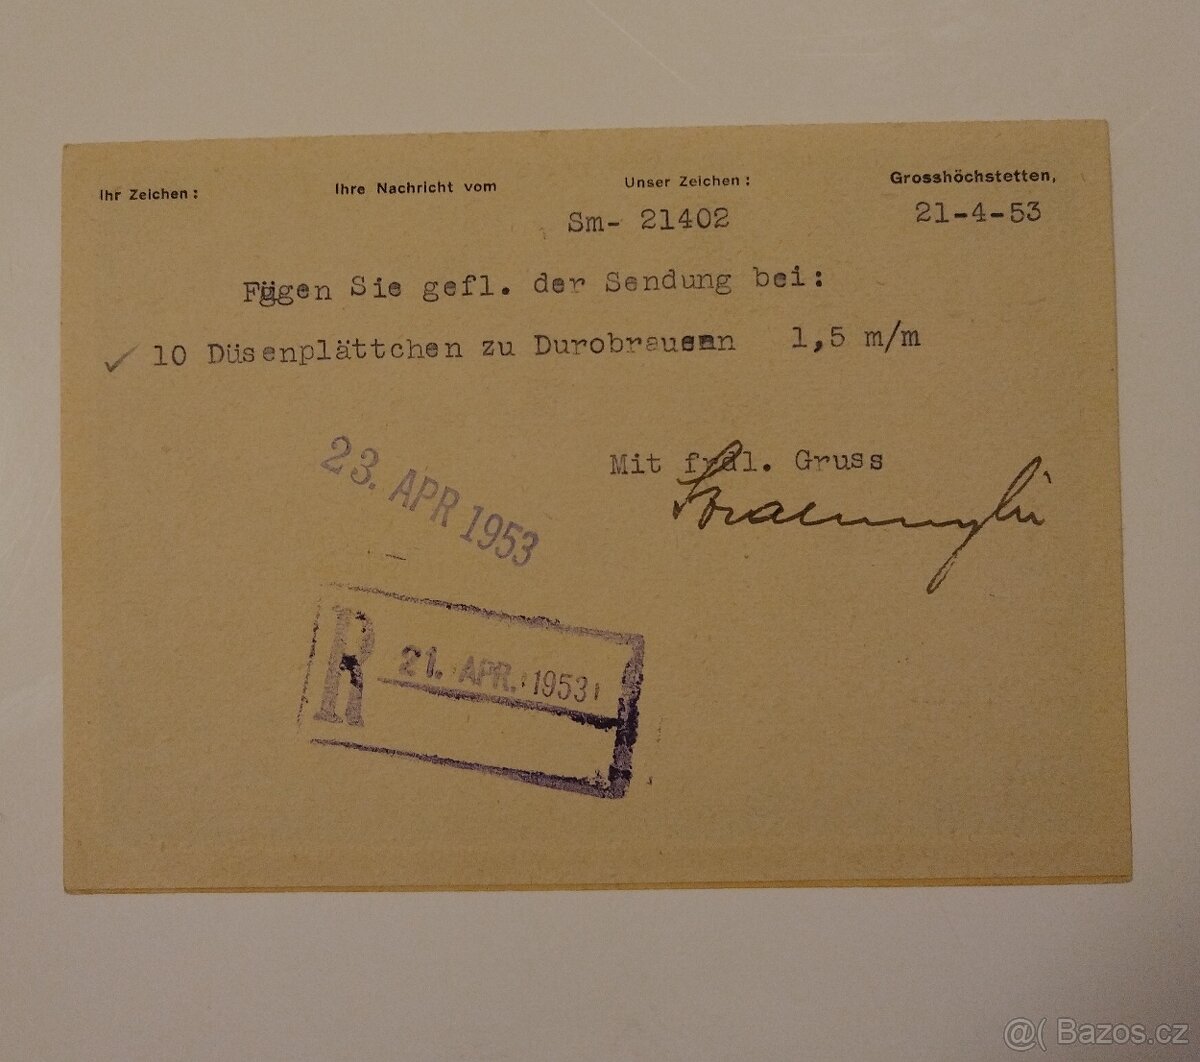 Ihr Zeichen: Ihre Nachricht vom Unser Zeichen: Grosshöchstetten,
Sm- 21402 21-4-53
Fügen Sie gefl. der Sendung bei:
✓ 10 Düsenplättchen zu Durobrausen 1,5 m/m
Mit frdl. Gruss
23. APR 1953
R 21. APR. 1953
@( Bazos.cz